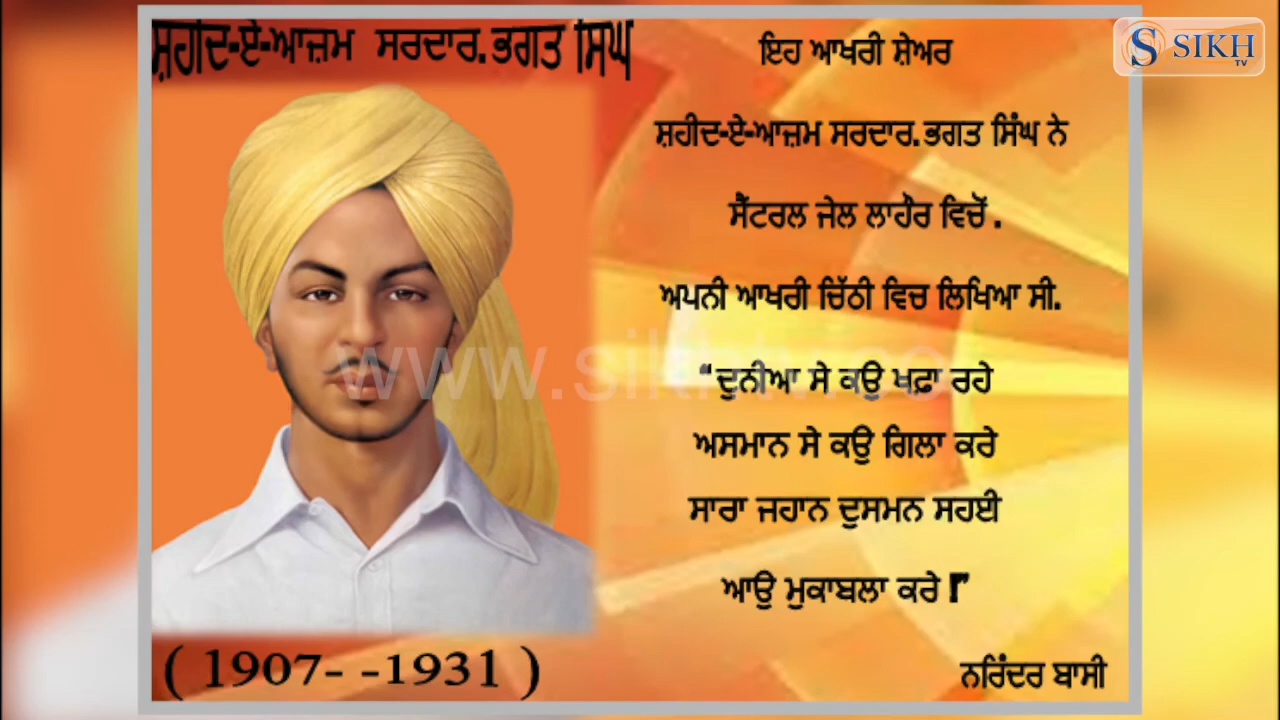 ਸ਼ਹੀਦ-ਏ-ਆਜ਼ਮ ਸਰਦਾਰ.ਭਗਤ ਸਿੰਘ
SIKH TV
ਇਹ ਆਖਰੀ ਸ਼ੇਅਰ
ਸ਼ਹੀਦ-ਏ-ਆਜ਼ਮ ਸਰਦਾਰ.ਭਗਤ ਸਿੰਘ ਨੇ
ਸੈਂਟਰਲ ਜੇਲ ਲਾਹੌਰ ਵਿਚੋਂ .
ਅਪਨੀ ਆਖਰੀ ਚਿੱਠੀ ਵਿਚ ਲਿਖਿਆ ਸੀ.
“ਦੁਨੀਆ ਸੇ ਕਉ ਖਫ਼ਾ ਰਹੇ
ਅਸਮਾਨ ਸੇ ਕਉ ਗਿਲਾ ਕਰੇ
ਸਾਰਾ ਜਹਾਨ ਦੁਸਮਨ ਸਹਈ
ਆਉ ਮੁਕਾਬਲਾ ਕਰੇ !”
( 1907- -1931 )
ਨਰਿੰਦਰ ਬਾਸੀ